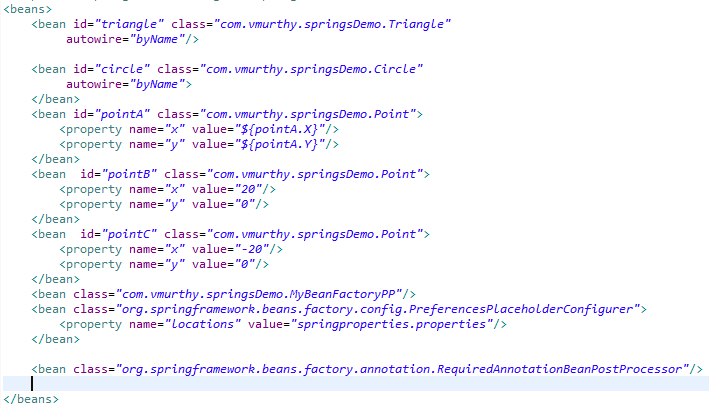 <beans>
    <bean id="triangle" class="com.vmurthy.springsDemo.Triangle"
         autowire="byName"/>
    <bean id="circle" class="com.vmurthy.springsDemo.Circle"
         autowire="byName">
    </bean>
    <bean id="pointA" class="com.vmurthy.springsDemo.Point">
        <property name="x" value="${pointA.X}"/>
        <property name="y" value="${pointA.Y}"/>
    </bean>
    <bean  id="pointB" class="com.vmurthy.springsDemo.Point">
        <property name="x" value="20"/>
        <property name="y" value="0"/>
    </bean>
    <bean  id="pointC" class="com.vmurthy.springsDemo.Point">
        <property name="x" value="-20"/>
        <property name="y" value="0"/>
    </bean>
    <bean class="com.vmurthy.springsDemo.MyBeanFactoryPP"/>
    <bean class="org.springframework.beans.factory.config.PreferencesPlaceholderConfigurer">
        <property name="locations" value="springproperties.properties"/>
    </bean>
    <bean class="org.springframework.beans.factory.annotation.RequiredAnnotationBeanPostProcessor"/>
</beans>